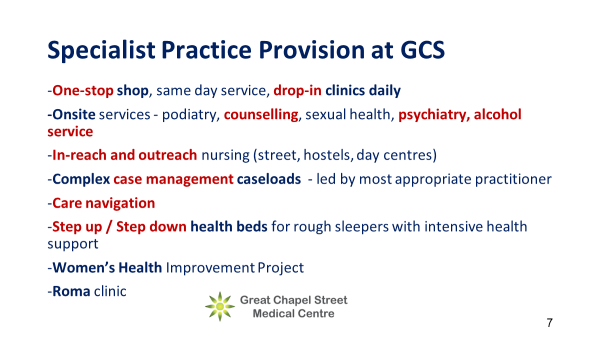 Specialist Practice Provision at GCS
-One-stop shop, same day service, drop-in clinics daily
-Onsite services - podiatry, counselling, sexual health, psychiatry, alcohol
service
-In-reach and outreach nursing (street, hostels, day centres)
-Complex case management caseloads - led by most appropriate practitioner
-Care navigation
-Step up / Step down health beds for rough sleepers with intensive health
support
-Women’s Health Improvement Project
-Roma clinic
Great Chapel Street
Medical Centre
7